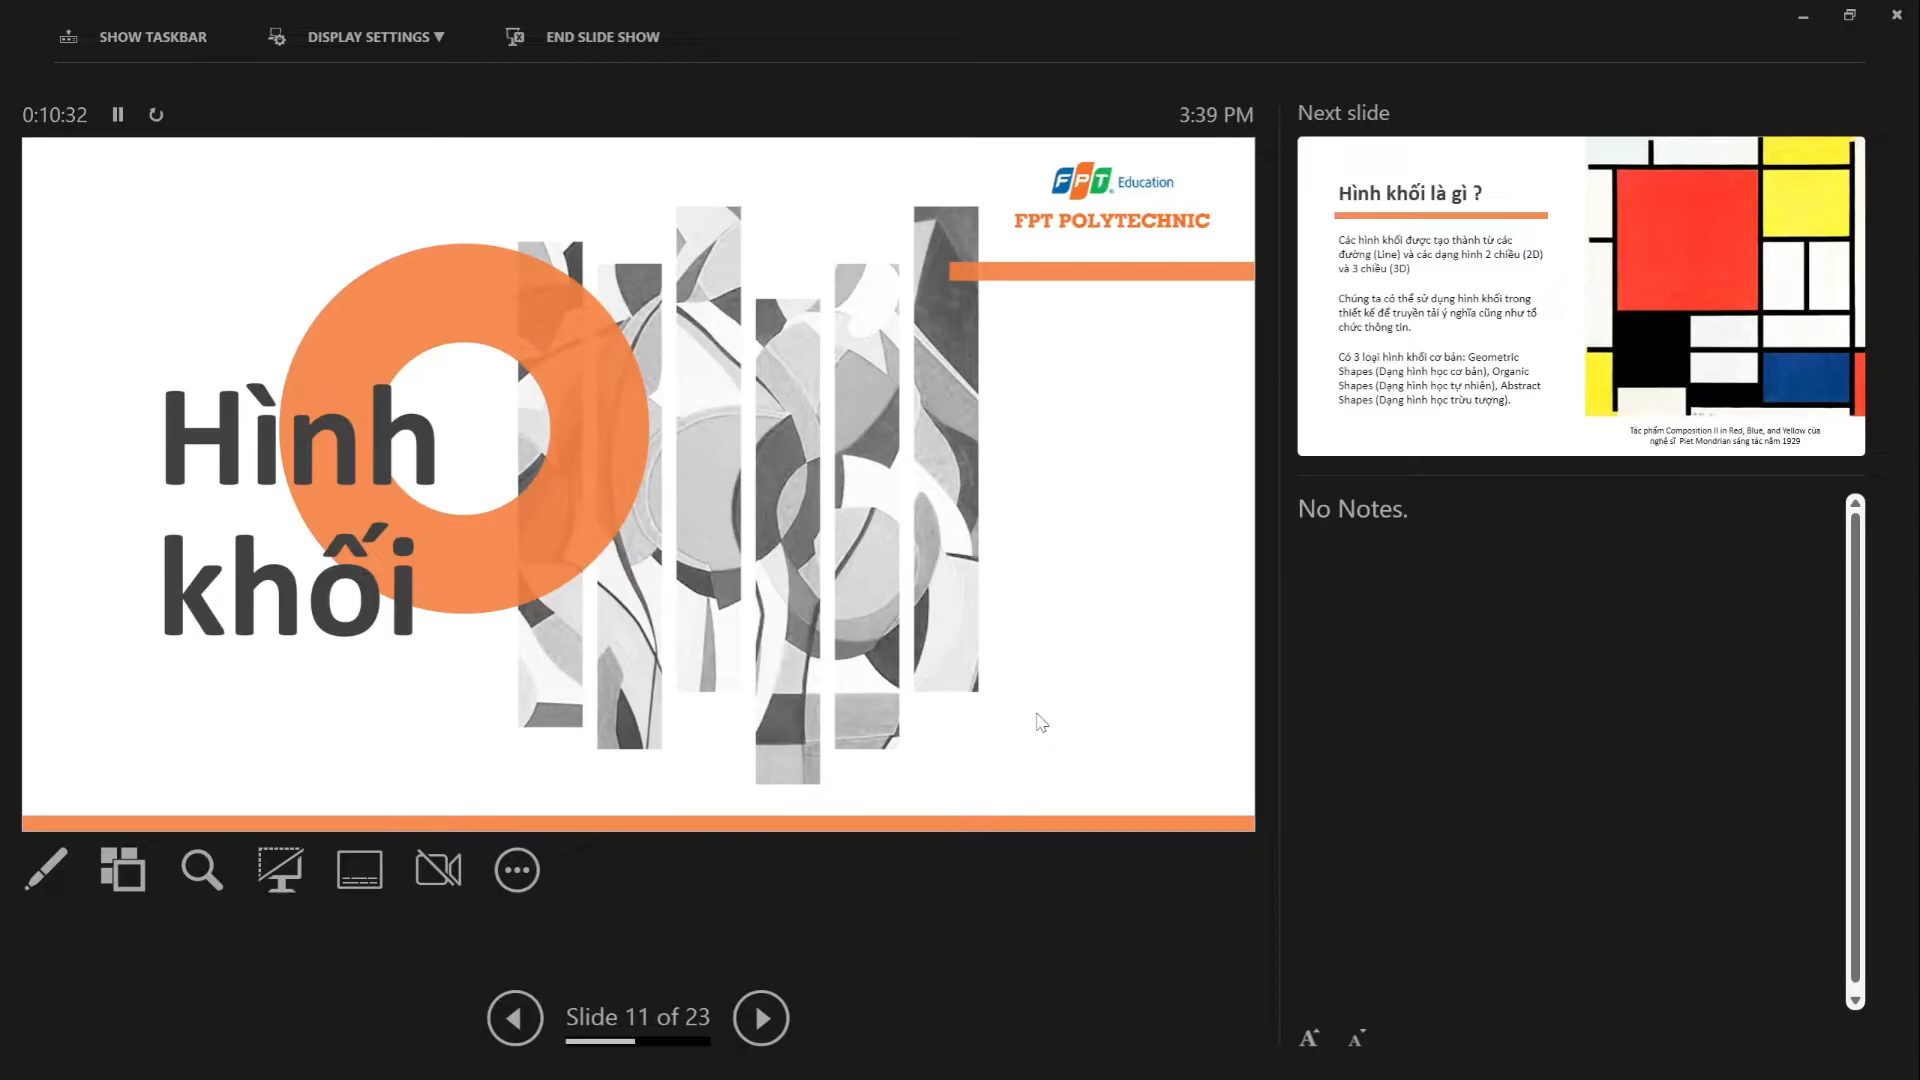 SHOW TASKBAR
DISPLAY SETTINGS ▼
END SLIDE SHOW
0:10:32
3:39 PM
FPT Education
FPT POLYTECHNIC
Hình
khối
Next slide
Hình khối là gì ?
Các hình khối được tạo thành từ các
đường (Line) và các dạng hình 2 chiều (2D)
và 3 chiều (3D)
Chúng ta có thể sử dụng hình khối trong
thiết kế để truyền tải ý nghĩa cũng như tổ
chức thông tin.
Có 3 loại hình khối cơ bản: Geometric
Shapes (Dạng hình học cơ bản), Organic
Shapes (Dạng hình học tự nhiên), Abstract
Shapes (Dạng hình học trừu tượng).
Tác phẩm Composition II in Red, Blue, and Yellow của
nghệ sĩ Piet Mondrian sáng tác năm 1929
No Notes.
Slide 11 of 23
A A